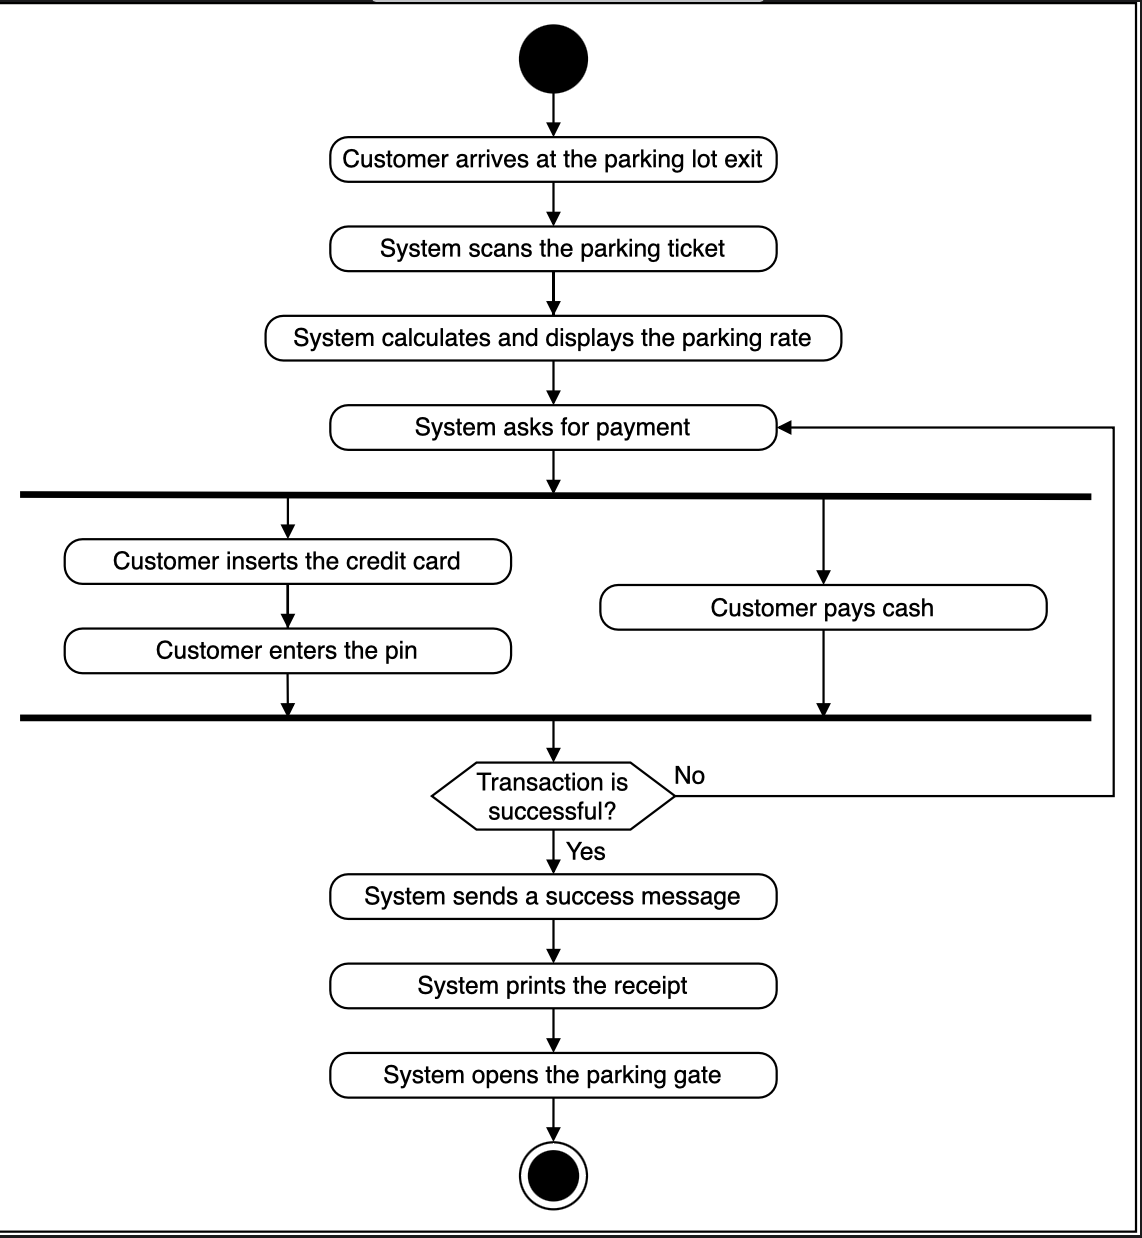 Customer arrives at the parking lot exit
System scans the parking ticket
System calculates and displays the parking rate
System asks for payment
Customer inserts the credit card
Customer pays cash
Customer enters the pin
Transaction is
successful?
No
Yes
System sends a success message
System prints the receipt
System opens the parking gate